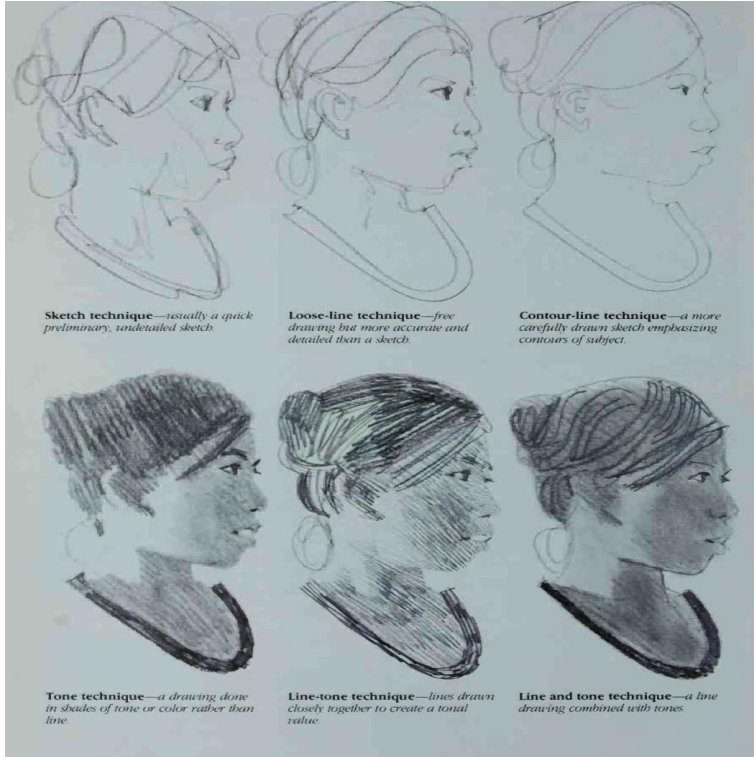 Sketch technique—usually a quick
preliminary, undetailed sketch.
Loose-line technique—free
drawing but more accurate and
detailed than a sketch.
Contour-line technique—a more
carefully drawn sketch emphasizing
contours of subject.
Tone technique—a drawing done
in shades of tone or color rather than
line.
Line-tone technique—lines drawn
closely together to create a tonal
value.
Line and tone technique—a line
drawing combined with tones.